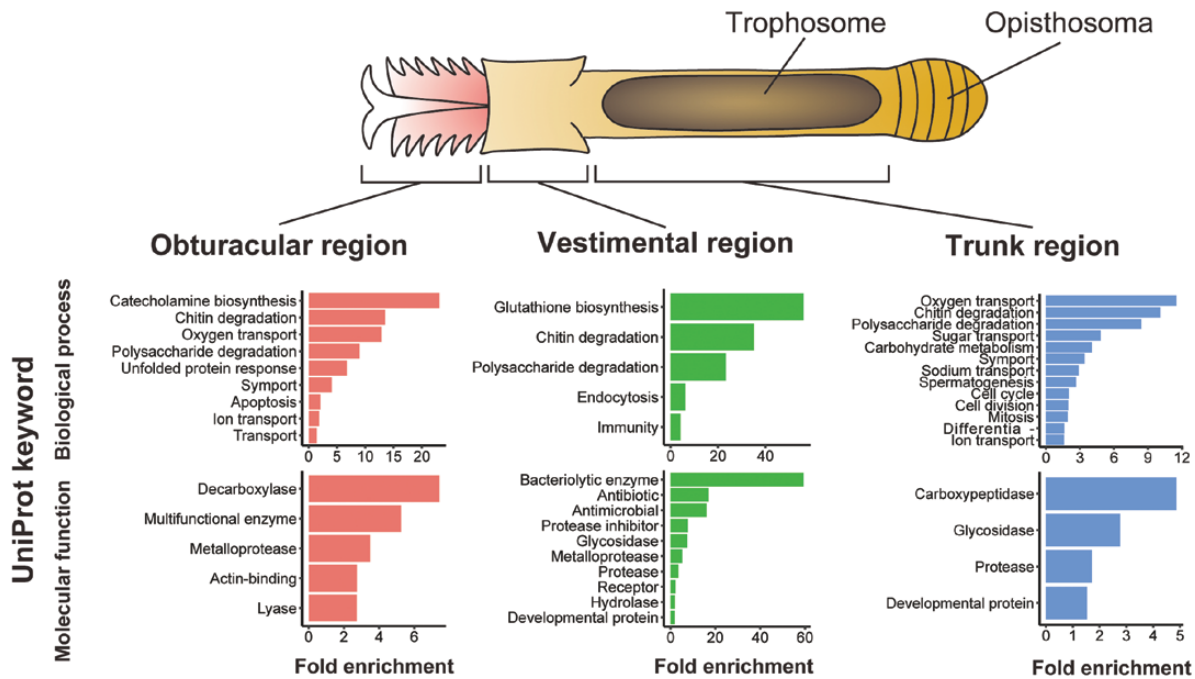 Trophosome
Opisthosoma
Obturacular region
Vestimental region
Trunk region
UniProt keyword
Biological process
Catecholamine biosynthesis
Chitin degradation
Oxygen transport
Polysaccharide degradation
Unfolded protein response
Symport
Apoptosis
Ion transport
Transport
0 5 10 15 20
Glutathione biosynthesis
Chitin degradation
Polysaccharide degradation
Endocytosis
Immunity
0 20 40
Oxygen transport
Chitin degradation
Polysaccharide degradation
Sugar transport
Carbohydrate metabolism
Symport
Sodium transport
Spermatogenesis
Cell cycle
Cell division
Mitosis
Differentia -
Ion transport
0 3 6 9 12
Molecular function
Decarboxylase
Multifunctional enzyme
Metalloprotease
Actin-binding
Lyase
0 2 4 6
Fold enrichment
Bacteriolytic enzyme
Antibiotic
Antimicrobial
Protease inhibitor
Glycosidase
Metalloprotease
Protease
Receptor
Hydrolase
Developmental protein
0 20 40 60
Fold enrichment
Carboxypeptidase
Glycosidase
Protease
Developmental protein
0 1 2 3 4 5
Fold enrichment